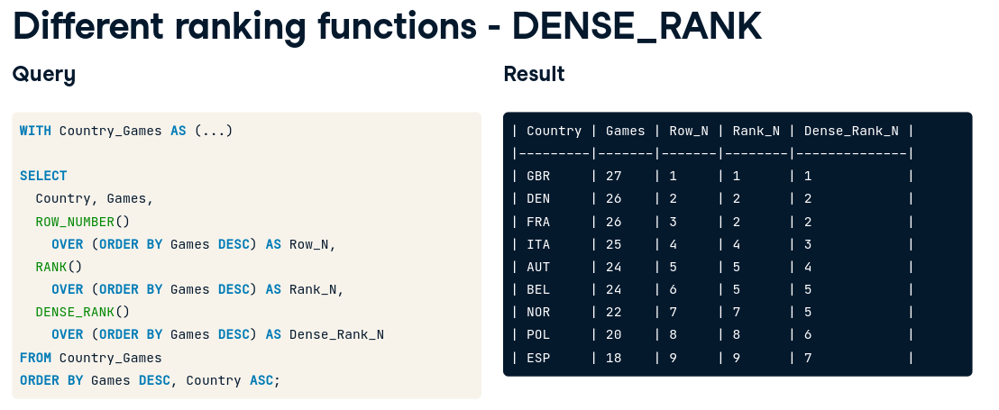 Different ranking functions - DENSE_RANK
Query
WITH Country_Games AS (...)
SELECT
Country, Games,
ROW_NUMBER()
OVER (ORDER BY Games DESC) AS Row_N,
RANK()
OVER (ORDER BY Games DESC) AS Rank_N,
DENSE_RANK()
OVER (ORDER BY Games DESC) AS Dense_Rank_N
FROM Country_Games
ORDER BY Games DESC, Country ASC;
Result
| Country | Games | Row_N | Rank_N | Dense_Rank_N |
|---------|-------|-------|--------|--------------|
| GBR     | 27    | 1     | 1      | 1            |
| DEN     | 26    | 2     | 2      | 2            |
| FRA     | 26    | 3     | 2      | 2            |
| ITA     | 25    | 4     | 4      | 3            |
| AUT     | 24    | 5     | 5      | 4            |
| BEL     | 24    | 6     | 5      | 5            |
| NOR     | 22    | 7     | 7      | 5            |
| POL     | 20    | 8     | 8      | 6            |
| ESP     | 18    | 9     | 9      | 7            |